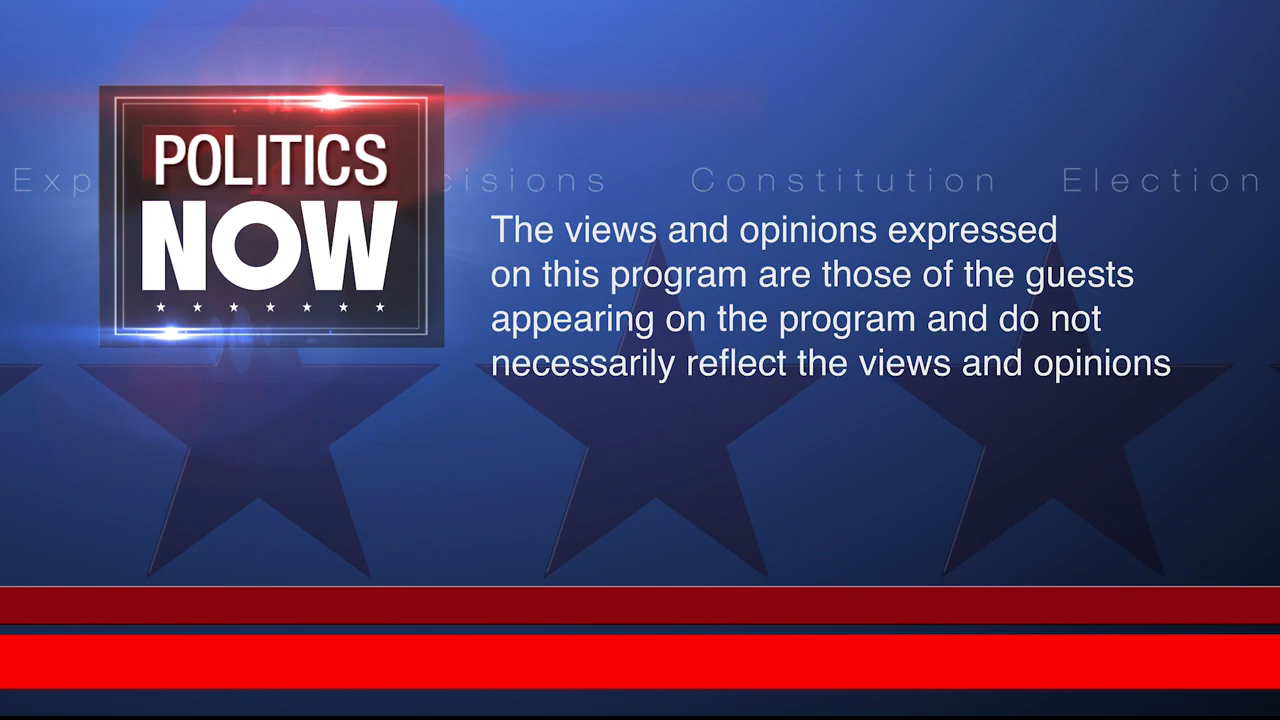 POLITICS
NOW
Constitution Election
The views and opinions expressed
on this program are those of the guests
appearing on the program and do not
necessarily reflect the views and opinions